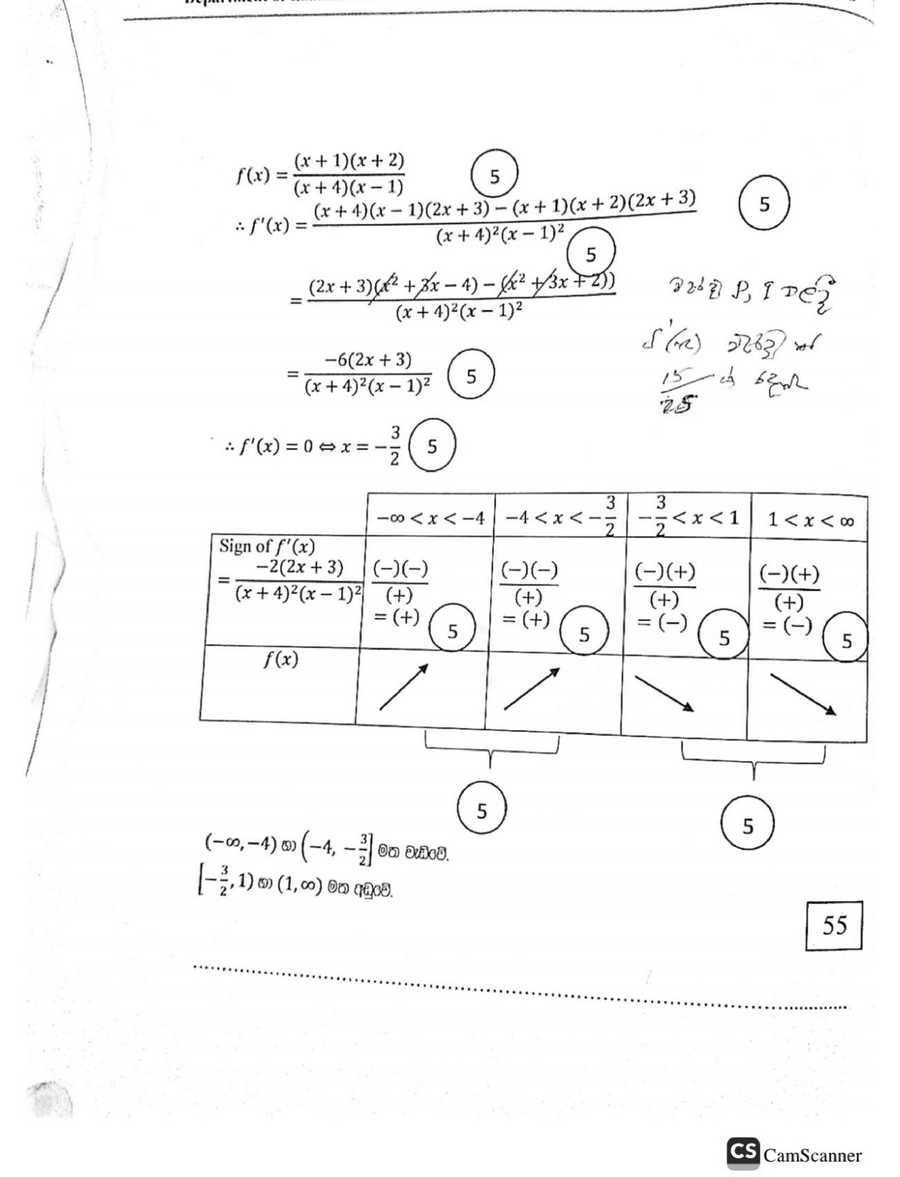 f(x) = (x + 1)(x + 2) / (x + 4)(x − 1) 5
∴ f′(x) = (x + 4)(x − 1)(2x + 3) − (x + 1)(x + 2)(2x + 3) / (x + 4)²(x − 1)² 5
5
= (2x + 3)(x² + 3x − 4) − (x² + 3x + 2)) / (x + 4)²(x − 1)²
= −6(2x + 3) / (x + 4)²(x − 1)² 5
15
25
∴ f′(x) = 0 ⇔ x = −3/2 5
−∞ < x < −4 −4 < x < −3/2 −3/2 < x < 1 1 < x < ∞
Sign of f′(x)
= −2(2x + 3) / (x + 4)²(x − 1)² (−)(−) / (+) (−)(−) / (+) (−)(+) / (+) (−)(+) / (+)
= (+) 5 = (+) 5 = (−) 5 = (−) 5
f(x)
5 5
(−∞, −4) හා (−4, −3/2] මත වැඩිවේ.
[−3/2, 1) හා (1, ∞) මත අඩුවේ.
55
CS CamScanner